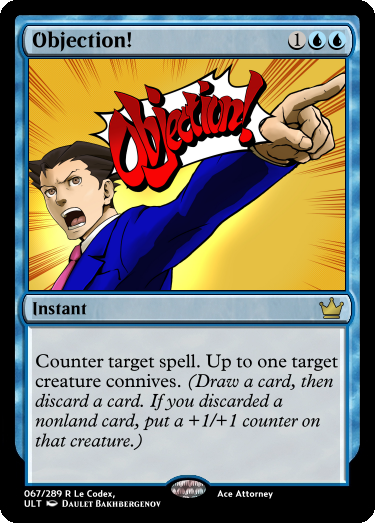 Objection! 1
Objection!
Instant
Counter target spell. Up to one target
creature connives. (Draw a card, then
discard a card. If you discarded a
nonland card, put a +1/+1 counter on
that creature.)
067/289 R Le Codex, Ace Attorney
ULT DAULET BAKHBERGENOV